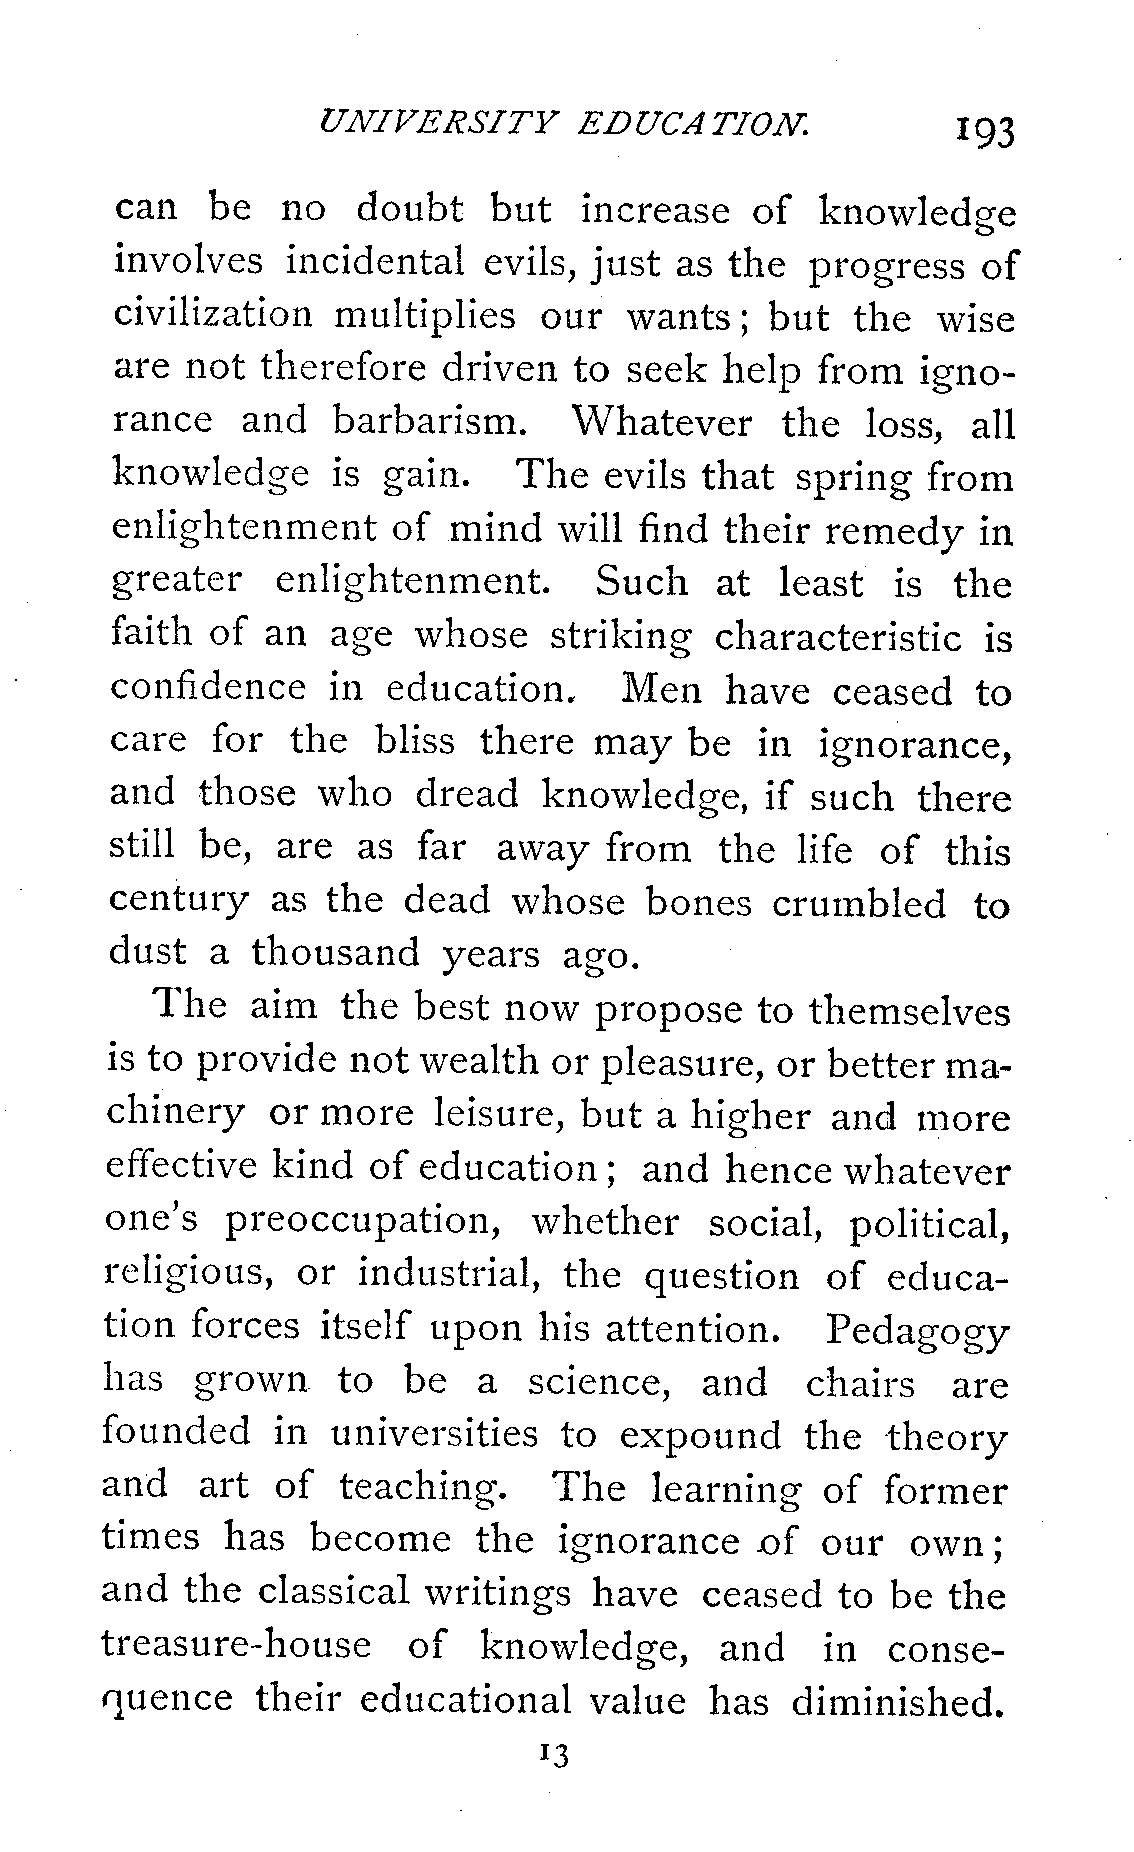 UNIVERSITY EDUCATION. 193
can be no doubt but increase of knowledge
involves incidental evils, just as the progress of
civilization multiplies our wants; but the wise
are not therefore driven to seek help from igno-
rance and barbarism. Whatever the loss, all
knowledge is gain. The evils that spring from
enlightenment of mind will find their remedy in
greater enlightenment. Such at least is the
faith of an age whose striking characteristic is
confidence in education. Men have ceased to
care for the bliss there may be in ignorance,
and those who dread knowledge, if such there
still be, are as far away from the life of this
century as the dead whose bones crumbled to
dust a thousand years ago.
The aim the best now propose to themselves
is to provide not wealth or pleasure, or better ma-
chinery or more leisure, but a higher and more
effective kind of education; and hence whatever
one's preoccupation, whether social, political,
religious, or industrial, the question of educa-
tion forces itself upon his attention. Pedagogy
has grown to be a science, and chairs are
founded in universities to expound the theory
and art of teaching. The learning of former
times has become the ignorance of our own;
and the classical writings have ceased to be the
treasure-house of knowledge, and in conse-
quence their educational value has diminished.
13